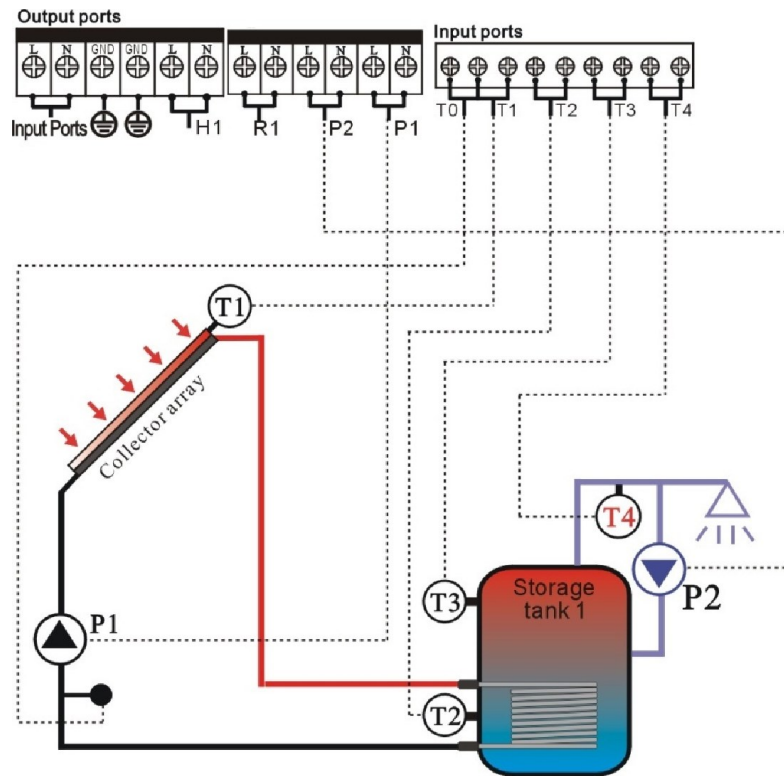 Output ports
Input ports
L N GND GND L N
L N L N L N
Input Ports H1 R1 P2 P1
T0 T1 T2 T3 T4
T1
Collector array
T4
P1
T3
Storage
tank 1
P2
T2